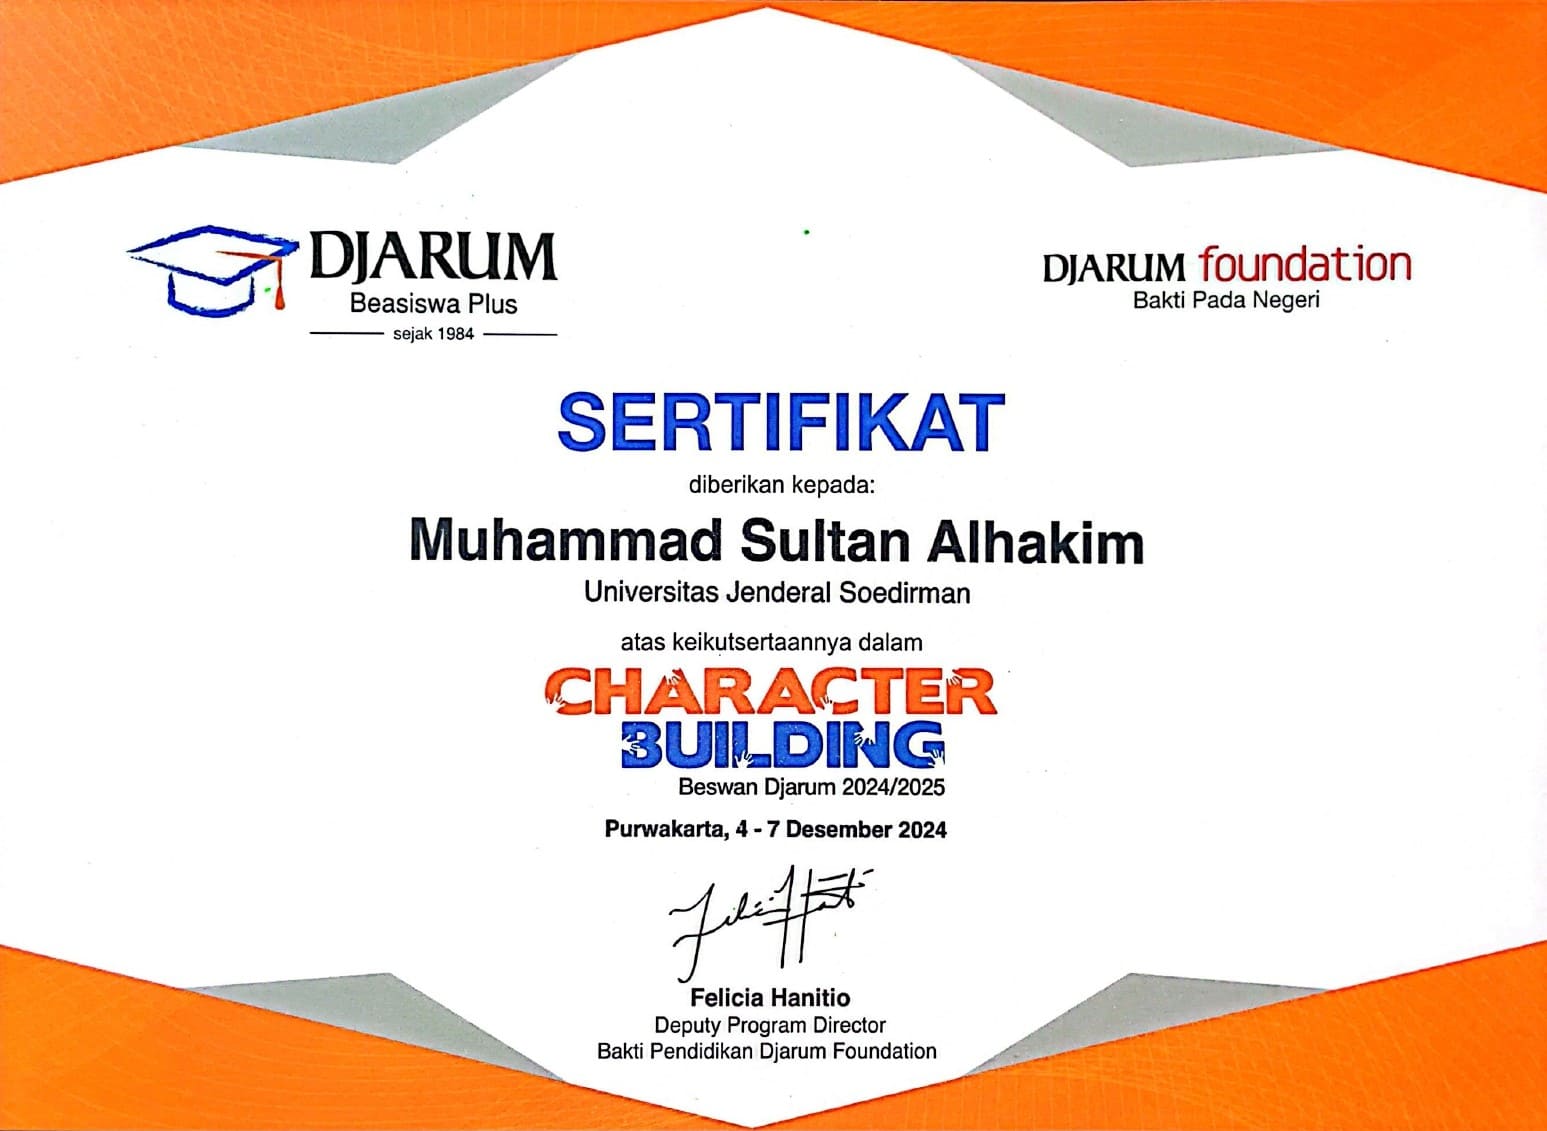 DJARUM
Beasiswa Plus
sejak 1984
DJARUM foundation
Bakti Pada Negeri
SERTIFIKAT
diberikan kepada:
Muhammad Sultan Alhakim
Universitas Jenderal Soedirman
atas keikutsertaannya dalam
CHARACTER
BUILDING
Beswan Djarum 2024/2025
Purwakarta, 4 - 7 Desember 2024
Felicia Hanitio
Deputy Program Director
Bakti Pendidikan Djarum Foundation